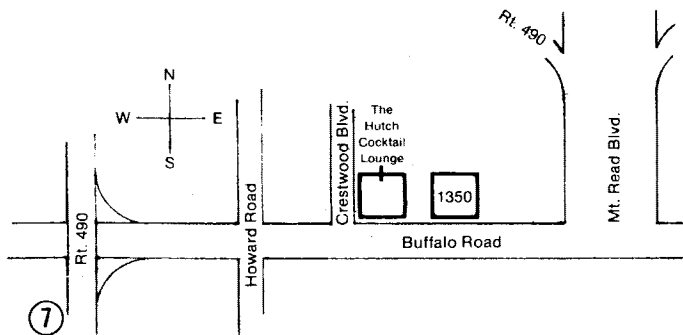 Rt. 490
N
W E
S
The
Hutch
Cocktail
Lounge
Crestwood Blvd.
1350
Mt. Read Blvd.
Rt. 490
Howard Road
Buffalo Road
7